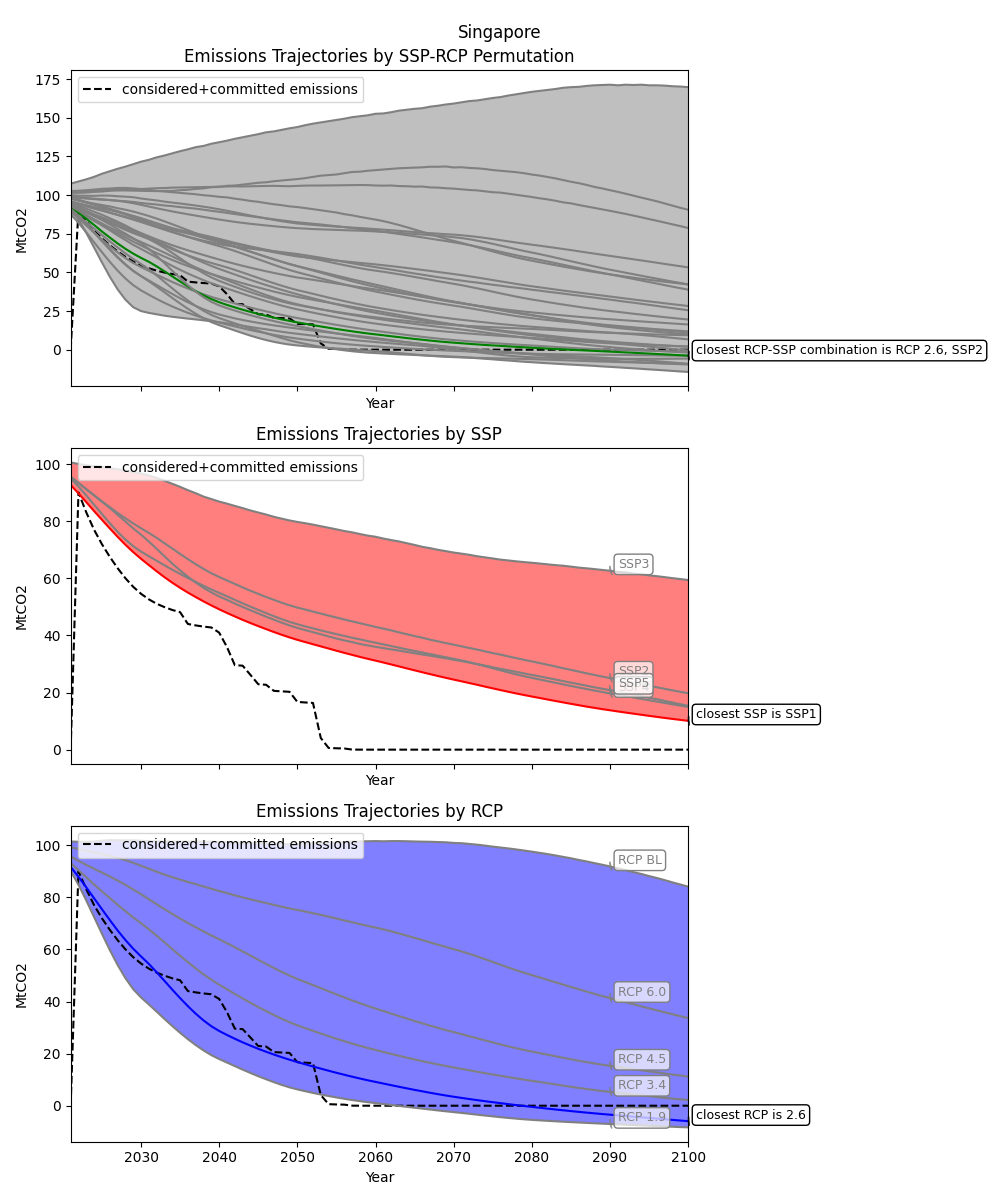 Singapore
Emissions Trajectories by SSP-RCP Permutation
considered+committed emissions
175
150
125
100
75
50
25
0
MtCO2
closest RCP-SSP combination is RCP 2.6, SSP2
Year
Emissions Trajectories by SSP
considered+committed emissions
100
80
60
40
20
0
MtCO2
SSP3
SSP2
SSP5
closest SSP is SSP1
Year
Emissions Trajectories by RCP
considered+committed emissions
100
80
60
40
20
0
MtCO2
RCP BL
RCP 6.0
RCP 4.5
RCP 3.4
RCP 1.9
closest RCP is 2.6
2030 2040 2050 2060 2070 2080 2090 2100
Year